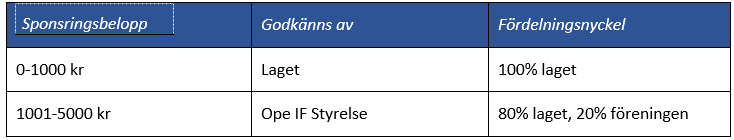 Sponsringsbelopp Godkänns av Fördelningsnyckel
0-1000 kr Laget 100% laget
1001-5000 kr Ope IF Styrelse 80% laget, 20% föreningen